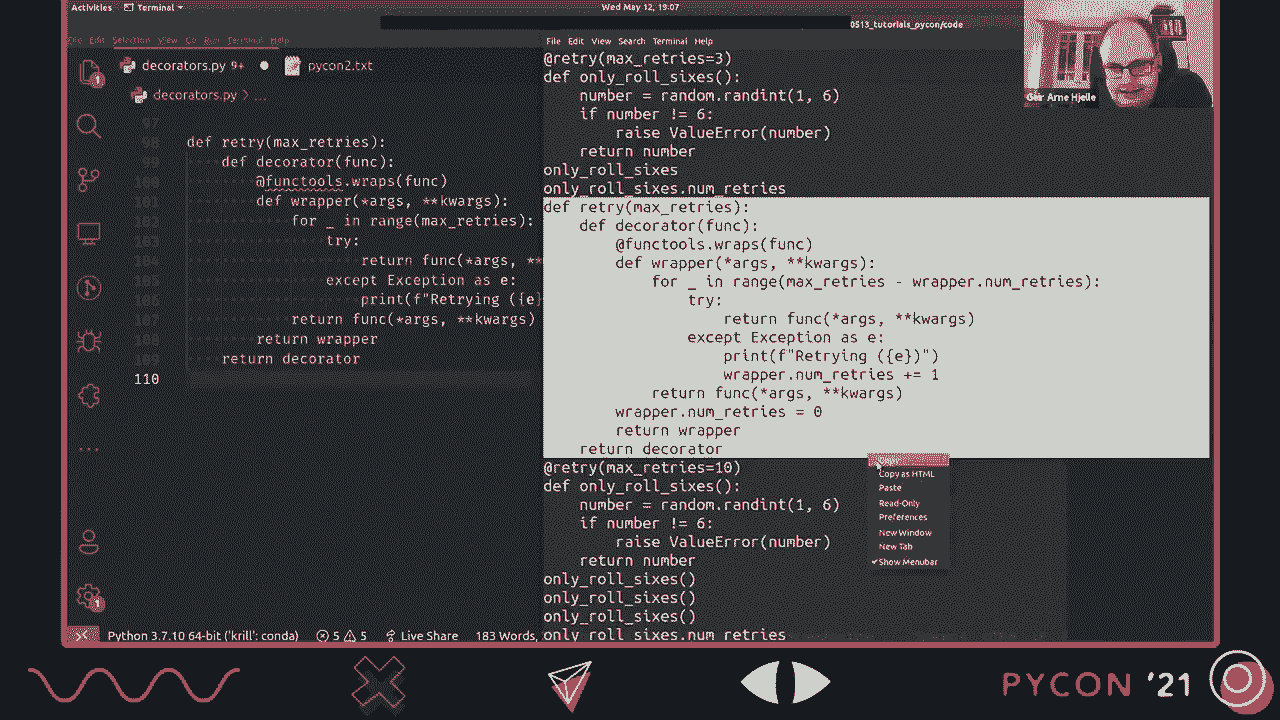 Activities Terminal Wed May 12, 19:07
0513_tutorials_pycon/code
File Edit Selection View Go Run Terminal Help
decorators.py 9+ pycon2.txt
decorators.py > ...
97
98 def retry(max_retries):
99 def decorator(func):
100 @functools.wraps(func)
101 def wrapper(*args, **kwargs):
102 for _ in range(max_retries):
103 try:
104 return func(*args, **
105 except Exception as e:
106 print(f"Retrying ({e}
107 return func(*args, **kwargs)
108 return wrapper
109 return decorator
110
Python 3.7.10 64-bit ('krill': conda) 5 5 Live Share 183 Words,
File Edit View Search Terminal Help
@retry(max_retries=3)
def only_roll_sixes():
number = random.randint(1, 6)
if number != 6:
raise ValueError(number)
return number
only_roll_sixes
only_roll_sixes.num_retries
def retry(max_retries):
def decorator(func):
@functools.wraps(func)
def wrapper(*args, **kwargs):
for _ in range(max_retries - wrapper.num_retries):
try:
return func(*args, **kwargs)
except Exception as e:
print(f"Retrying ({e})")
wrapper.num_retries += 1
return func(*args, **kwargs)
wrapper.num_retries = 0
return wrapper
return decorator
@retry(max_retries=10)
def only_roll_sixes():
number = random.randint(1, 6)
if number != 6:
raise ValueError(number)
return number
only_roll_sixes()
only_roll_sixes()
only_roll_sixes()
only_roll_sixes.num_retries
Copy as HTML
Paste
Read-Only
Preferences
New Window
New Tab
Show Menubar
Geir Arne Hjelle
PYCON '21